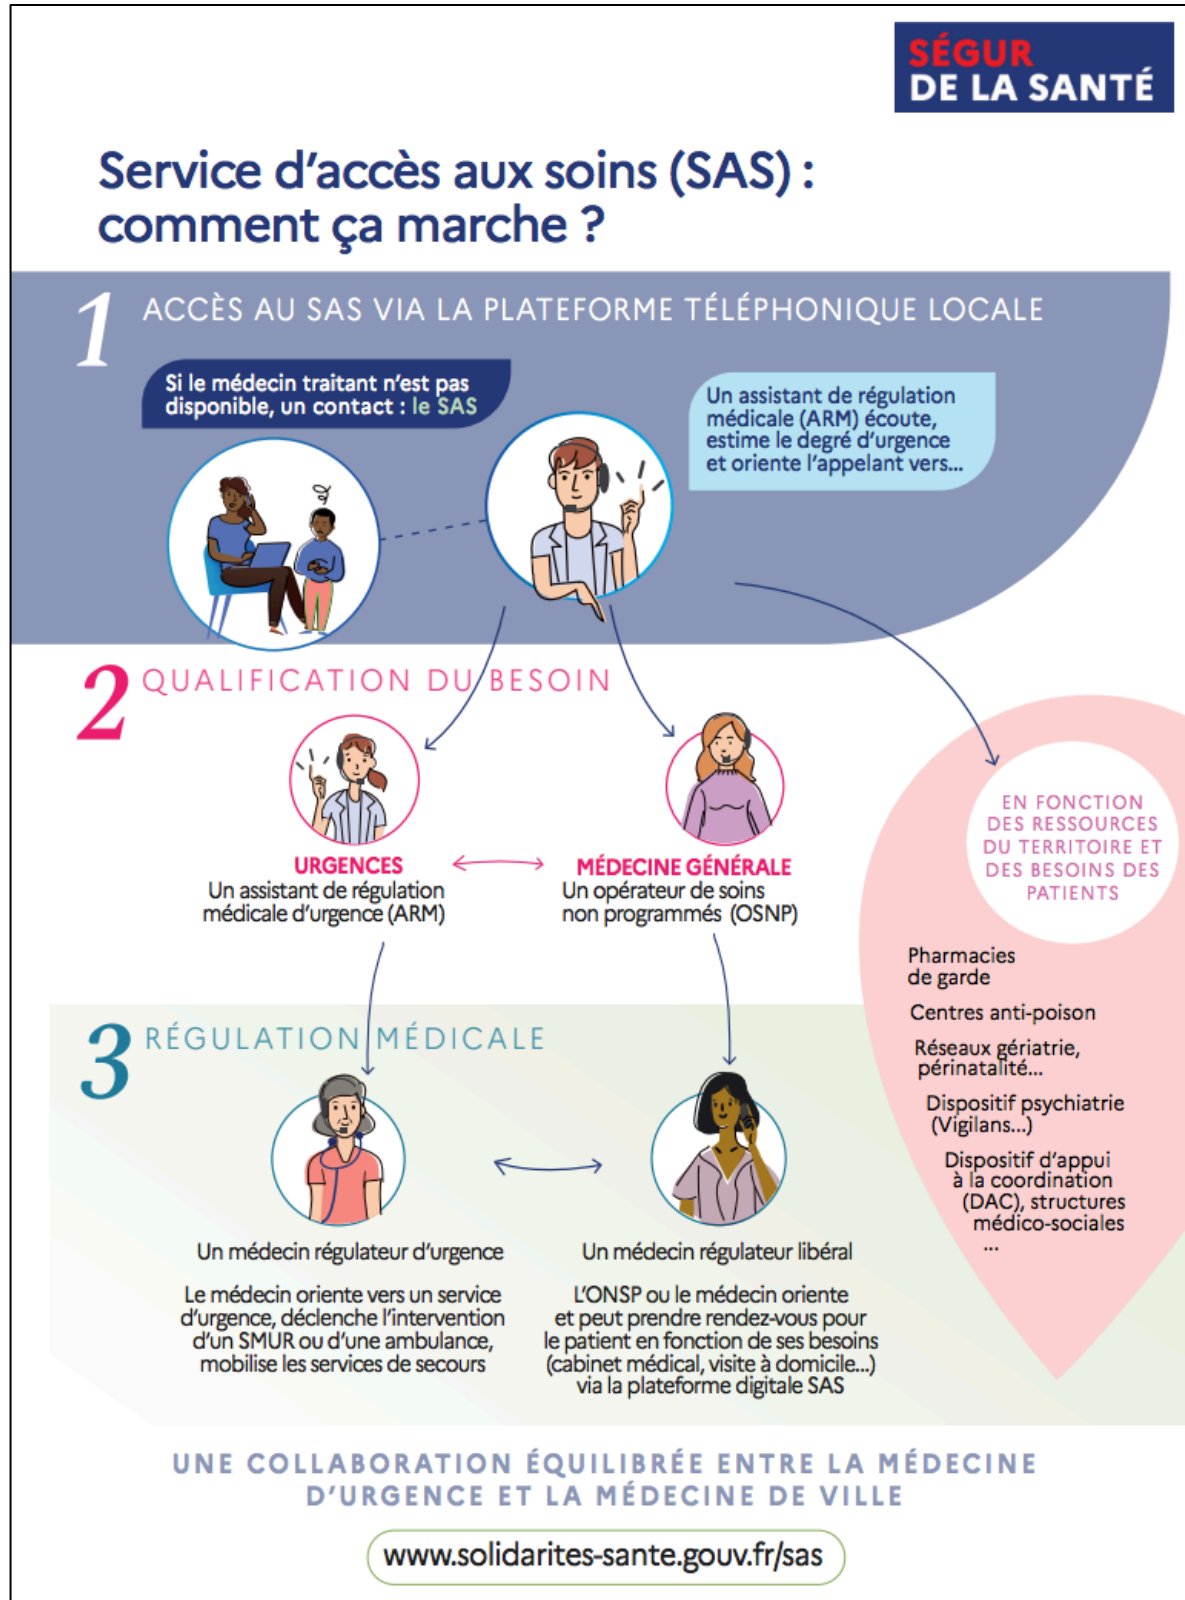 SÉGUR
DE LA SANTÉ
Service d'accès aux soins (SAS) :
comment ça marche ?
1 ACCÈS AU SAS VIA LA PLATEFORME TÉLÉPHONIQUE LOCALE
Si le médecin traitant n'est pas
disponible, un contact : le SAS
Un assistant de régulation
médicale (ARM) écoute,
estime le degré d'urgence
et oriente l'appelant vers...
2 QUALIFICATION DU BESOIN
URGENCES
Un assistant de régulation
médicale d'urgence (ARM)
MÉDECINE GÉNÉRALE
Un opérateur de soins
non programmés (OSNP)
EN FONCTION
DES RESSOURCES
DU TERRITOIRE ET
DES BESOINS DES
PATIENTS
Pharmacies
de garde
Centres anti-poison
Réseaux gériatrie,
périnatalité...
Dispositif psychiatrie
(Vigilans...)
Dispositif d'appui
à la coordination
(DAC), structures
médico-sociales
...
3 RÉGULATION MÉDICALE
Un médecin régulateur d'urgence
Le médecin oriente vers un service
d'urgence, déclenche l'intervention
d'un SMUR ou d'une ambulance,
mobilise les services de secours
Un médecin régulateur libéral
L'ONSP ou le médecin oriente
et peut prendre rendez-vous pour
le patient en fonction de ses besoins
(cabinet médical, visite à domicile...)
via la plateforme digitale SAS
UNE COLLABORATION ÉQUILIBRÉE ENTRE LA MÉDECINE
D'URGENCE ET LA MÉDECINE DE VILLE
www.solidarites-sante.gouv.fr/sas